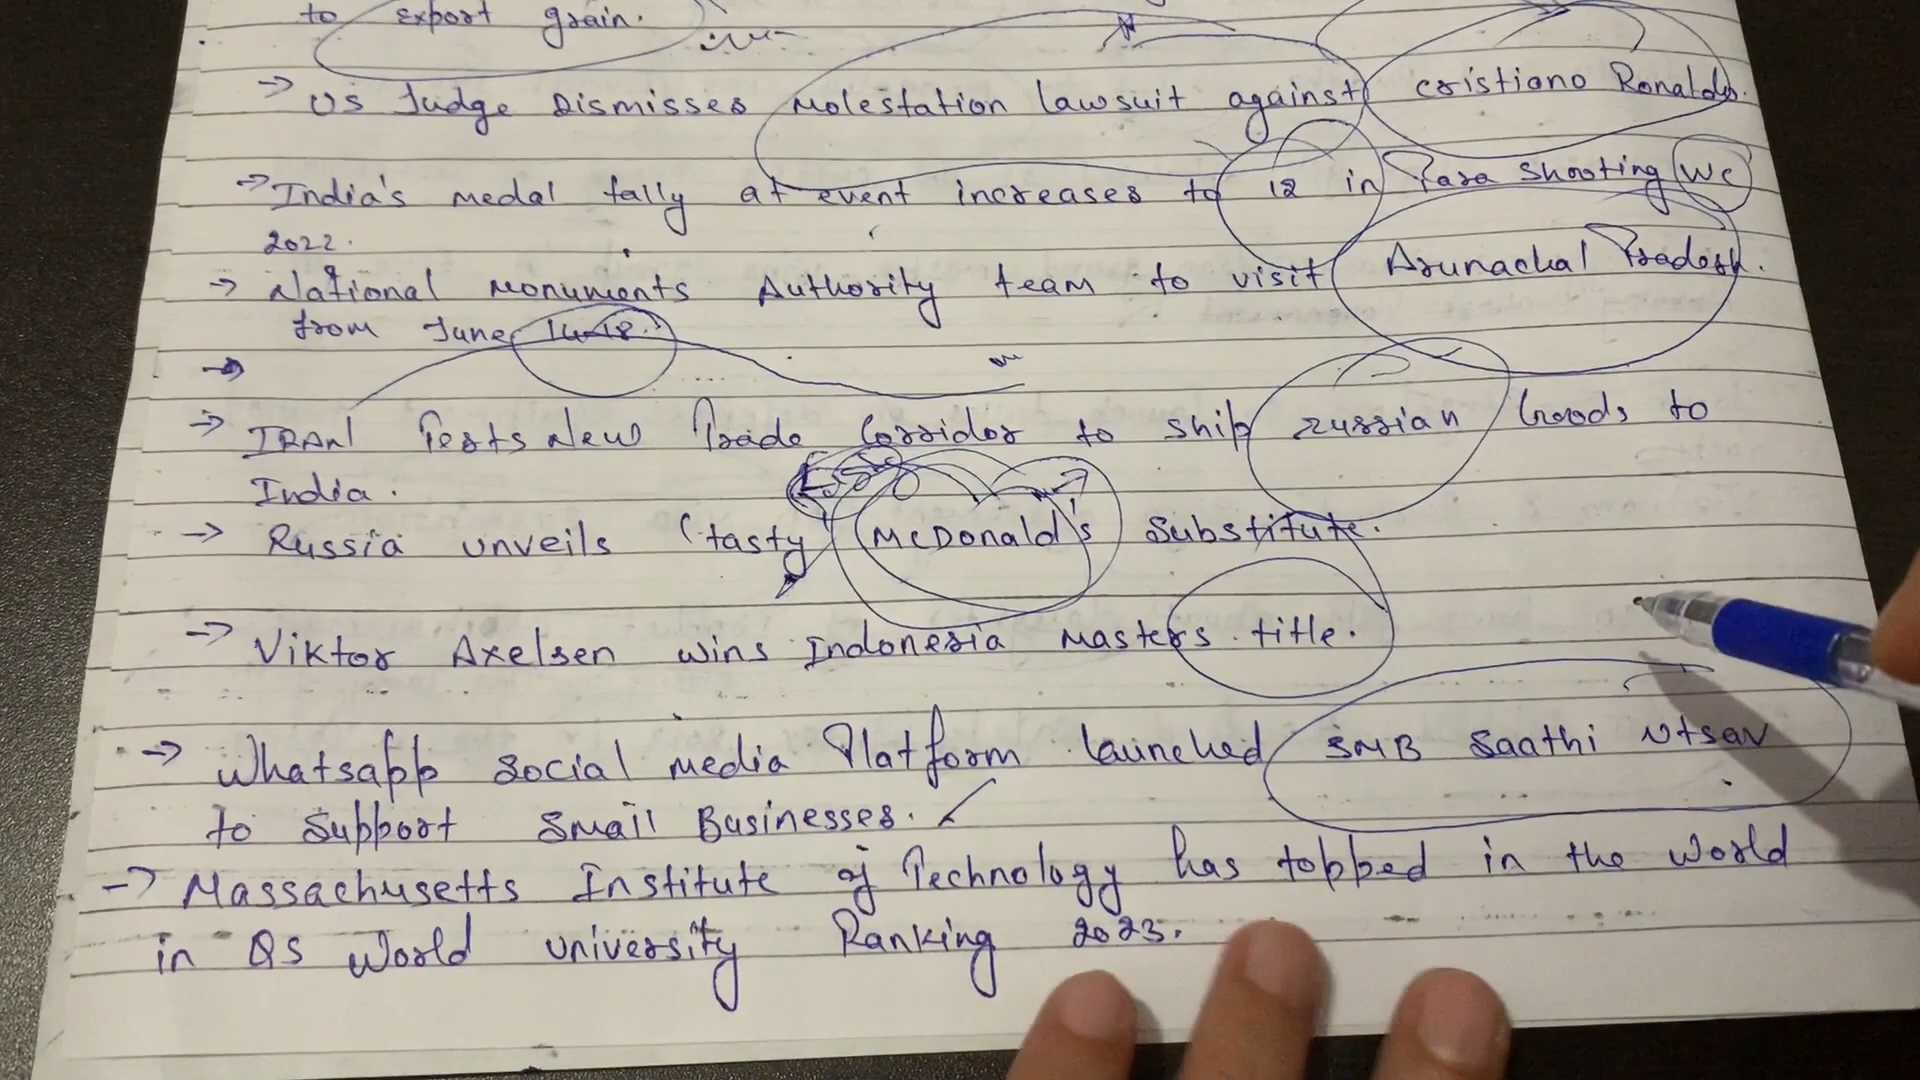 to export grain.
→ US Judge Dismisses Molestation lawsuit against cristiano Ronaldo.
→ India's medal tally at event increases to 12 in Para Shooting WC
2022.
→ National Monuments Authority team to visit Arunachal Pradesh.
from June 14-18.
→
→ IRAN Tests New Trade Corridor to ship Russian Goods to
India.
→ Russia unveils 'tasty McDonald's Substitute.
→ Viktor Axelsen wins Indonesia Masters title.
→ Whatsapp social media Platform launched SMB Saathi Utsav
to support small Businesses.
→ Massachusetts Institute of Technology has topped in the World
in QS World University Ranking 2023.